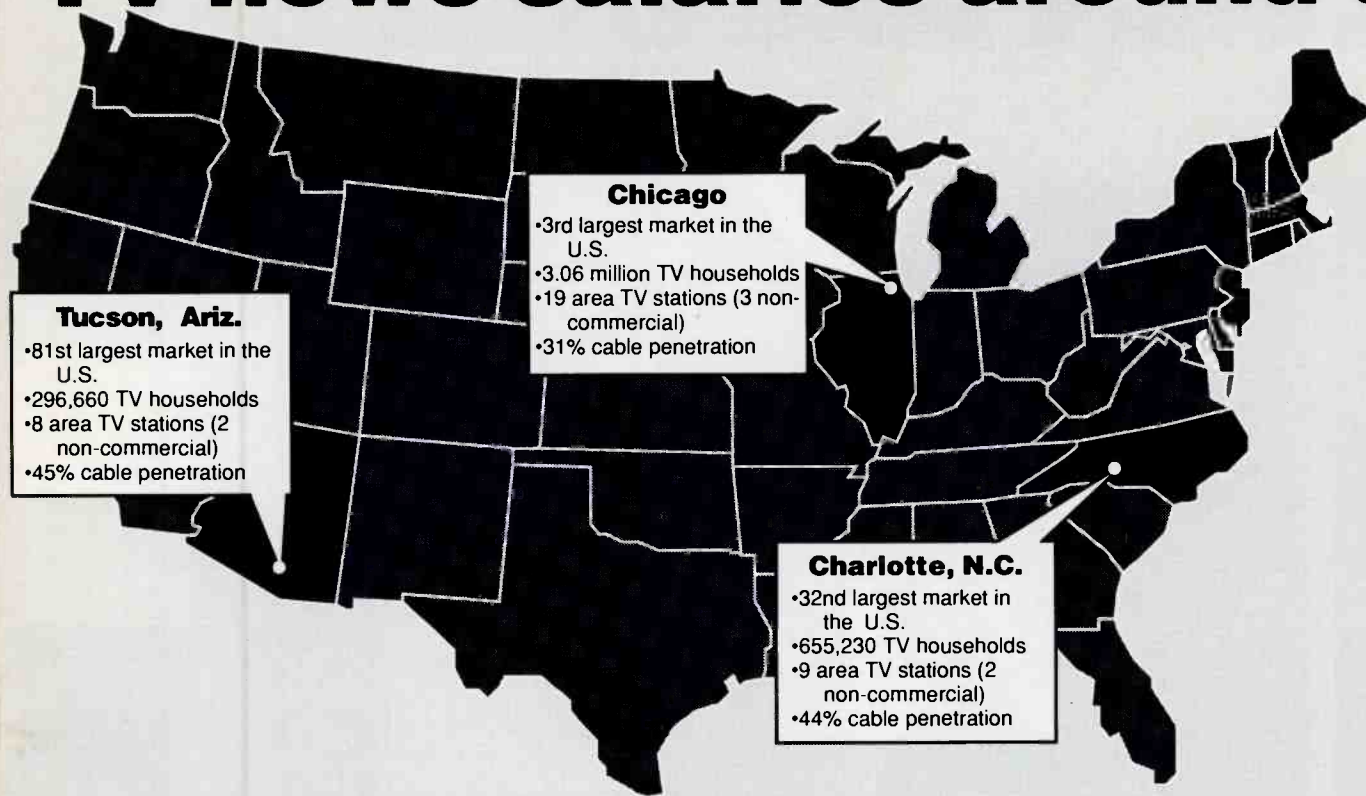 Chicago
•3rd largest market in the
U.S.
•3.06 million TV households
•19 area TV stations (3 non-
commercial)
•31% cable penetration
Tucson, Ariz.
•81st largest market in the
U.S.
•296,660 TV households
•8 area TV stations (2
non-commercial)
•45% cable penetration
Charlotte, N.C.
•32nd largest market in
the U.S.
•655,230 TV households
•9 area TV stations (2
non-commercial)
•44% cable penetration